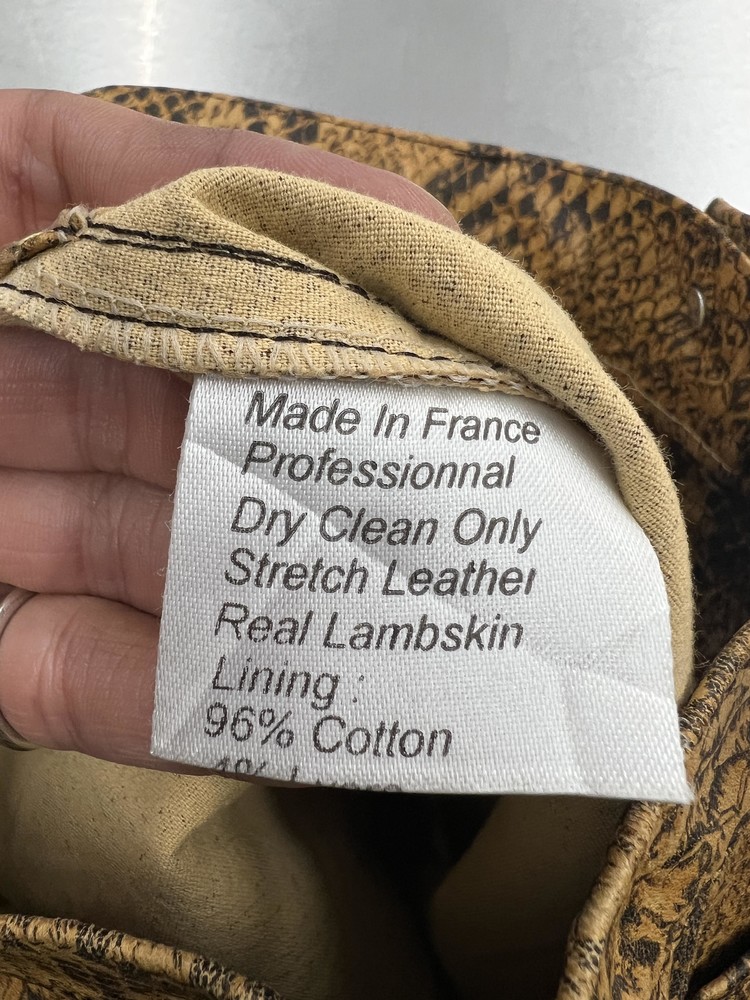 Made In France
Professionnal
Dry Clean Only
Stretch Leather
Real Lambskin
Lining :
96% Cotton